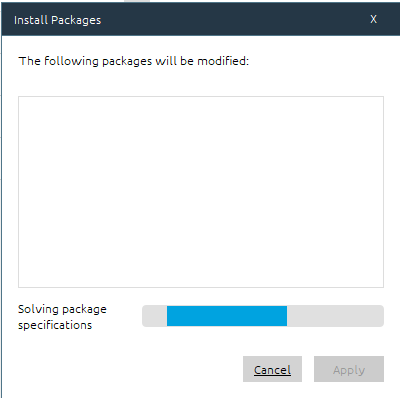 Install Packages X
The following packages will be modified:
Solving package
specifications
Cancel Apply